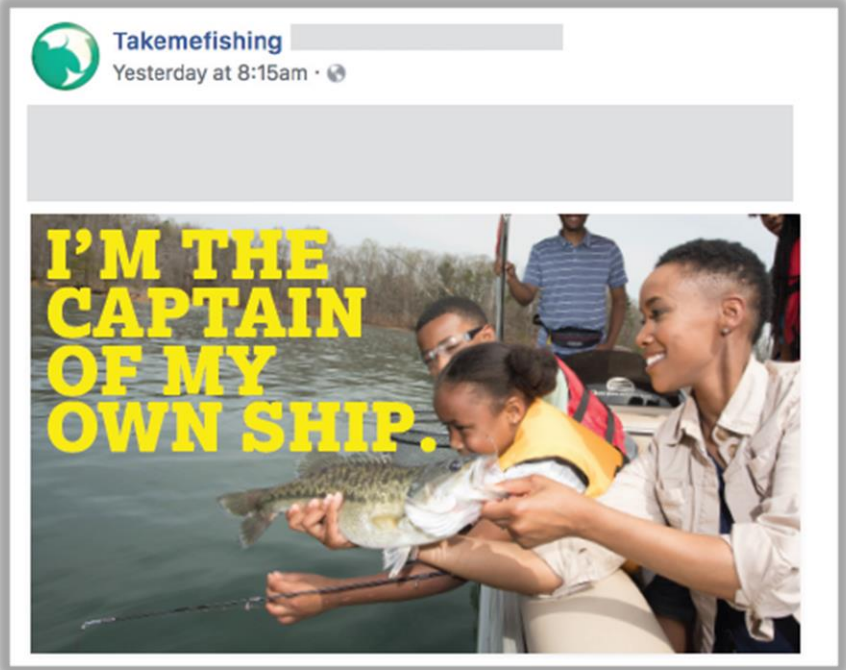 Takemefishing
Yesterday at 8:15am ·
I'M THE
CAPTAIN
OF MY
OWN SHIP.